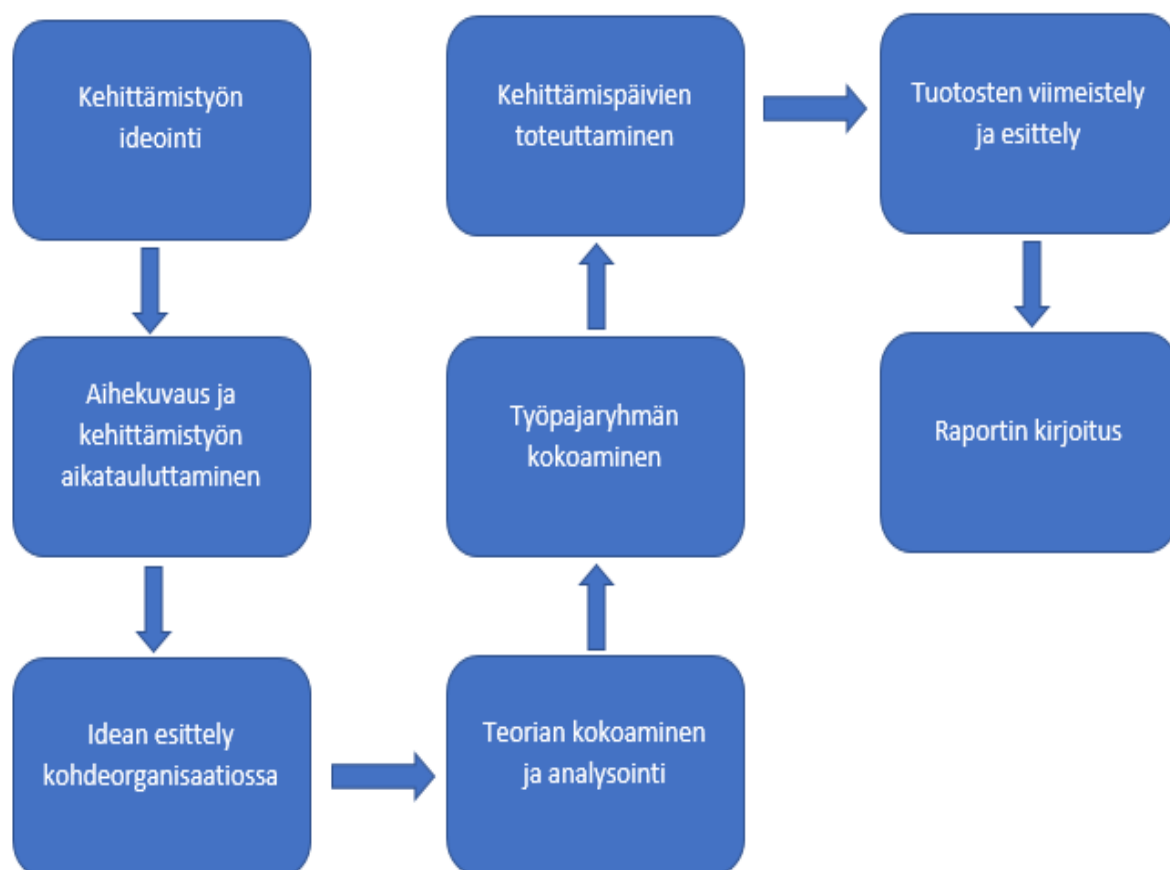 Kehittämistyön
ideointi
Aihekuvaus ja
kehittämistyön
aikatauluttaminen
Idean esittely
kohdeorganisaatiossa
Teorian kokoaminen
ja analysointi
Työpajaryhmän
kokoaminen
Kehittämispäivien
toteuttaminen
Tuotosten viimeistely
ja esittely
Raportin kirjoitus